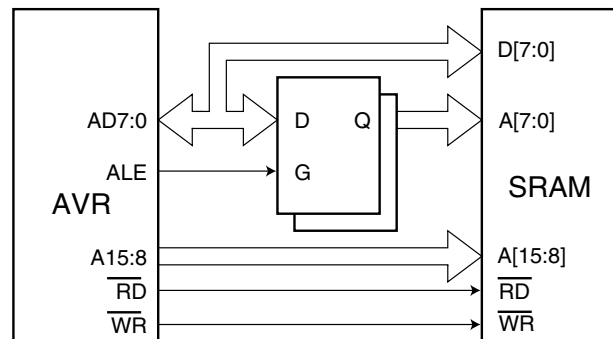 D[7:0]
AD7:0
D
Q
A[7:0]
ALE
G
AVR
SRAM
A15:8
A[15:8]
RD
RD
WR
WR